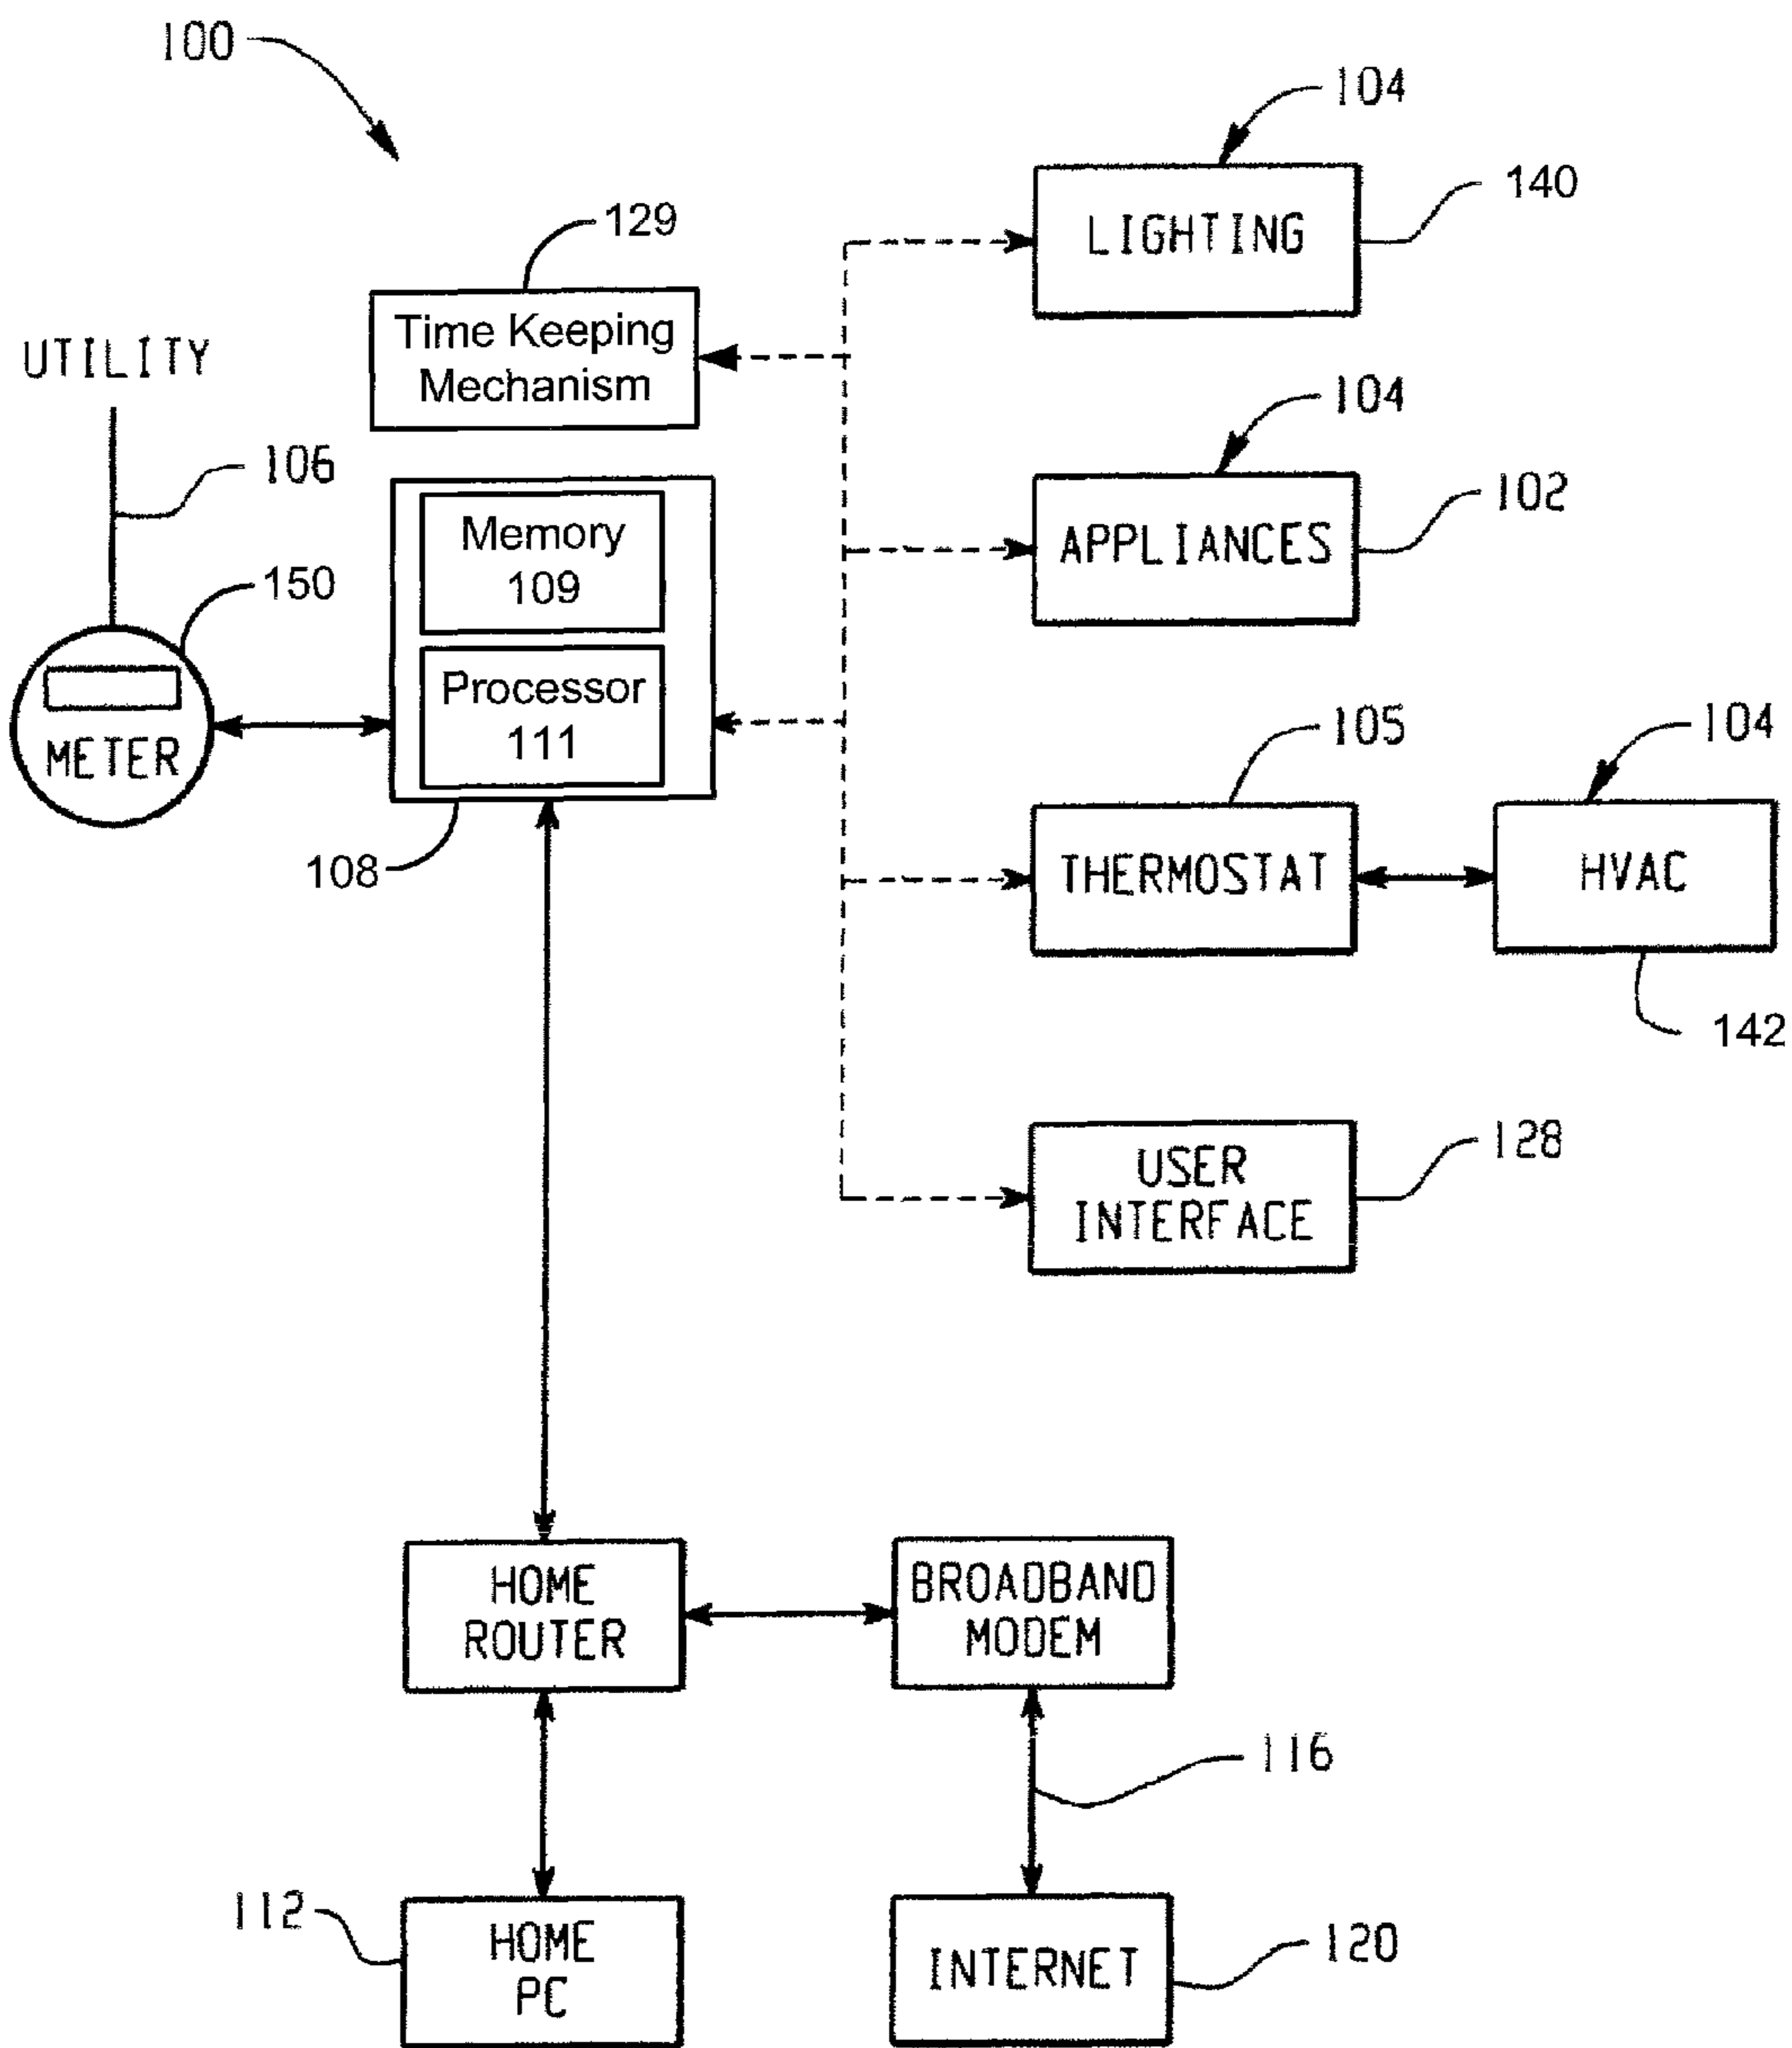 100
104
LIGHTING
140
129
Time Keeping
Mechanism
UTILITY
106
104
APPLIANCES
102
Memory
109
150
METER
Processor
111
108
105
THERMOSTAT
104
HVAC
142
USER
INTERFACE
128
HOME
ROUTER
BROADBAND
MODEM
116
112
HOME
PC
INTERNET
120